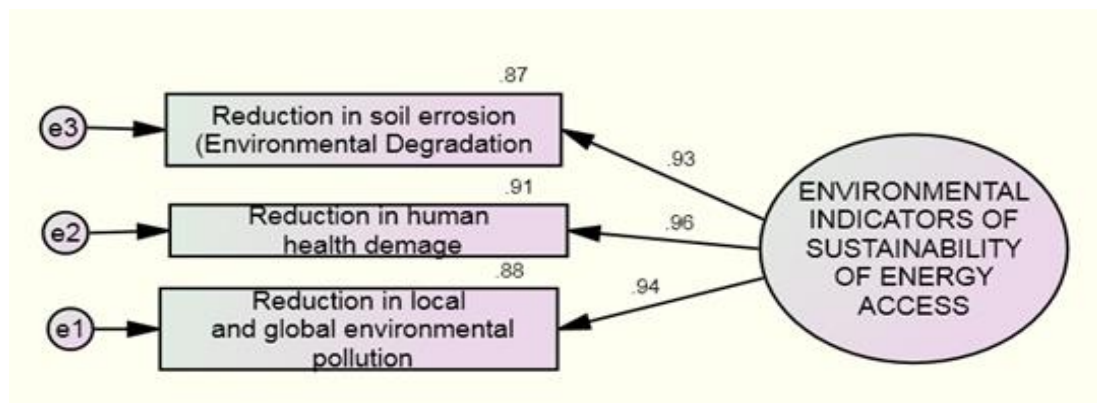 .87
e3
Reduction in soil errosion
(Environmental Degradation
.93
.91
e2
Reduction in human
health demage
.96
.88
e1
Reduction in local
and global environmental
pollution
.94
ENVIRONMENTAL
INDICATORS OF
SUSTAINABILITY
OF ENERGY
ACCESS